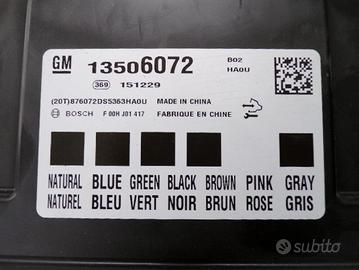 GM 13506072 B02
HA0U
369 151229
(20T)876072DS5363HA0U MADE IN CHINA
BOSCH F 00H J01 417 FABRIQUE EN CHINE
NATURAL BLUE GREEN BLACK BROWN PINK GRAY
NATUREL BLEU VERT NOIR BRUN ROSE GRIS
subito